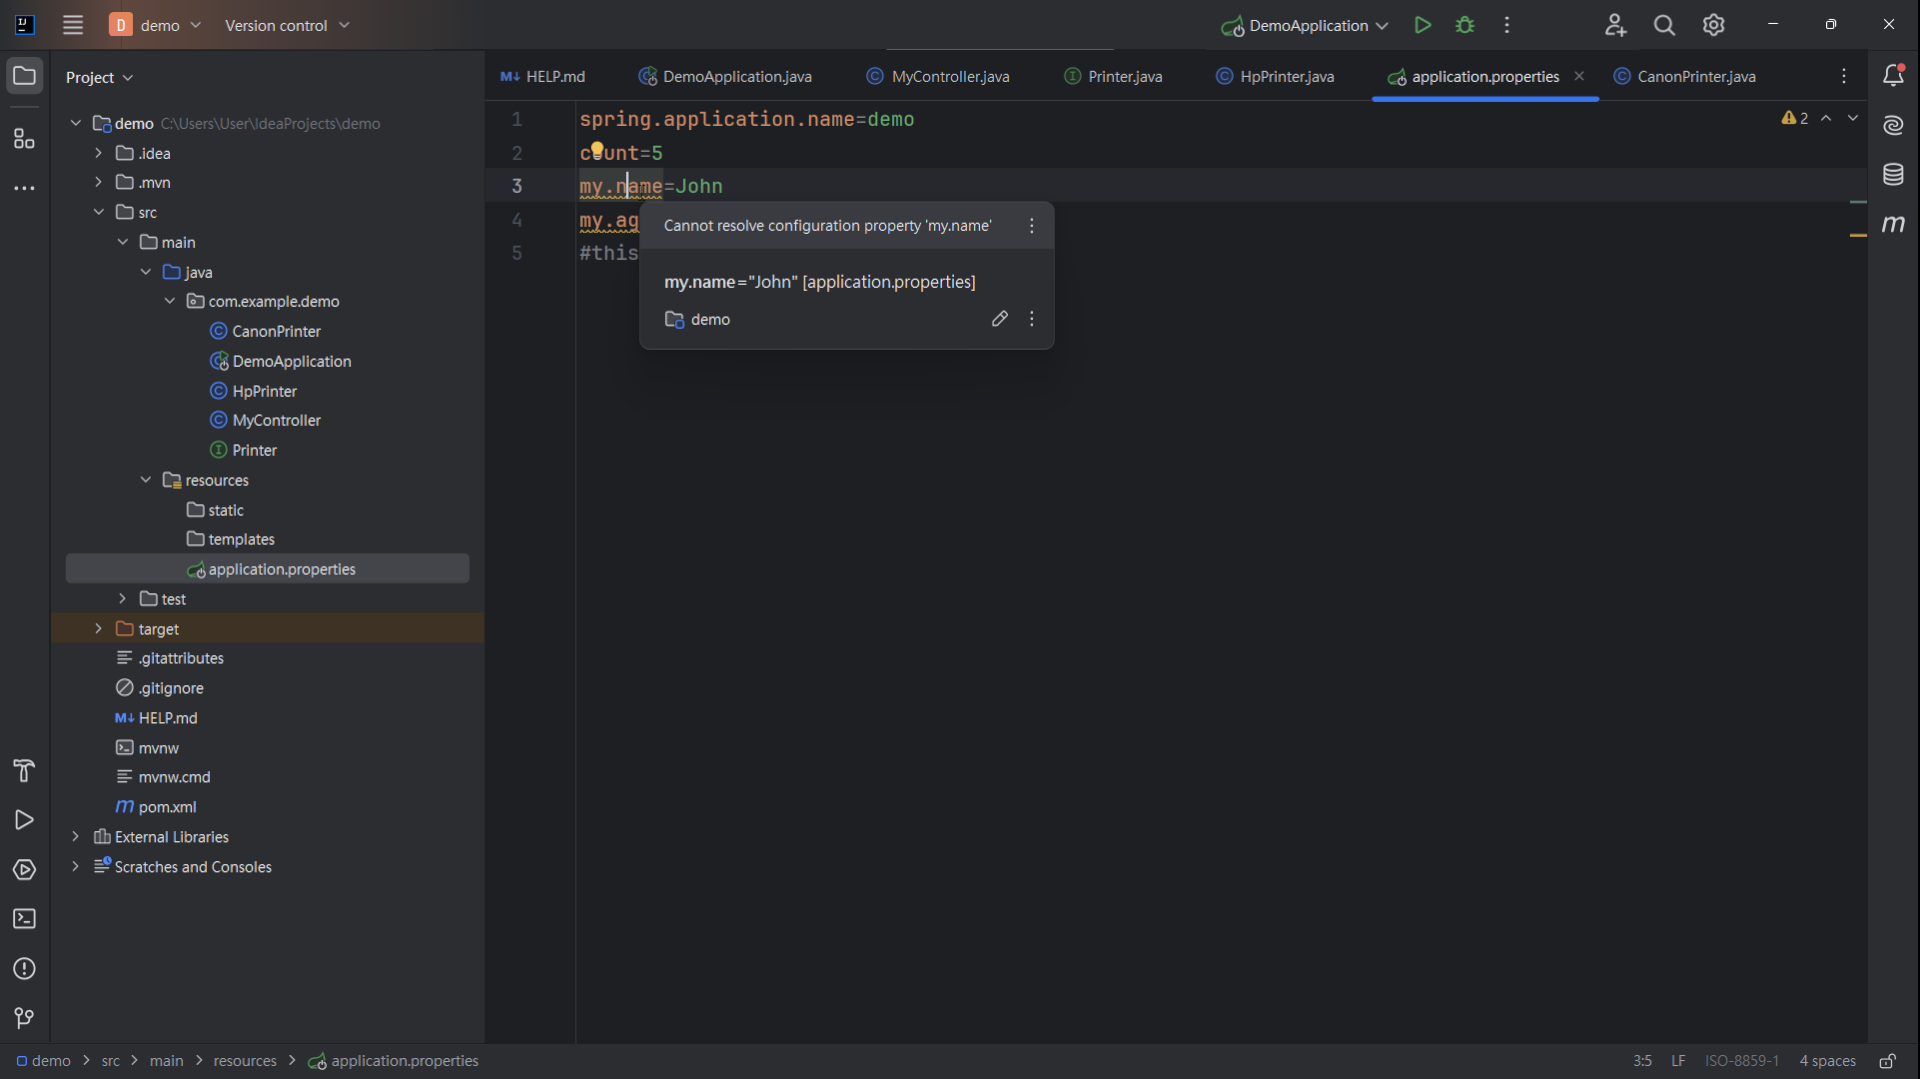 D demo Version control
DemoApplication
Project
HELP.md
DemoApplication.java
MyController.java
Printer.java
HpPrinter.java
application.properties
CanonPrinter.java
demo C:\Users\User\IdeaProjects\demo
.idea
.mvn
src
main
java
com.example.demo
CanonPrinter
DemoApplication
HpPrinter
MyController
Printer
resources
static
templates
application.properties
test
target
.gitattributes
.gitignore
HELP.md
mvnw
mvnw.cmd
pom.xml
External Libraries
Scratches and Consoles
1 spring.application.name=demo
2 count=5
3 my.name=John
4 my.ag
5 #this
2
Cannot resolve configuration property 'my.name'
my.name="John" [application.properties]
demo
demo > src > main > resources > application.properties
3:5 LF ISO-8859-1 4 spaces